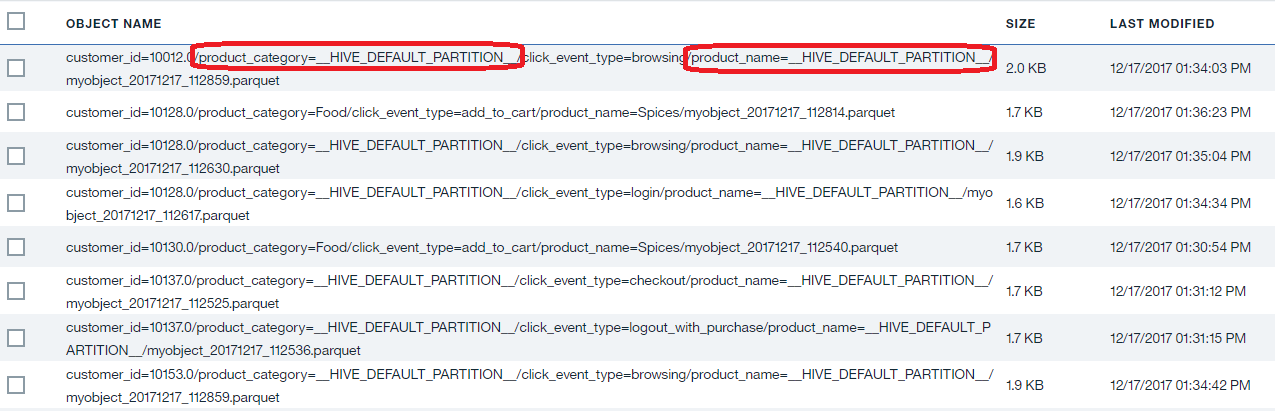 OBJECT NAME SIZE LAST MODIFIED
customer_id=10012.0/product_category=__HIVE_DEFAULT_PARTITION__/click_event_type=browsing/product_name=__HIVE_DEFAULT_PARTITION__/
myobject_20171217_112859.parquet
2.0 KB 12/17/2017 01:34:03 PM
customer_id=10128.0/product_category=Food/click_event_type=add_to_cart/product_name=Spices/myobject_20171217_112814.parquet 1.7 KB 12/17/2017 01:36:23 PM
customer_id=10128.0/product_category=__HIVE_DEFAULT_PARTITION__/click_event_type=browsing/product_name=__HIVE_DEFAULT_PARTITION__/
myobject_20171217_112630.parquet
1.9 KB 12/17/2017 01:35:04 PM
customer_id=10128.0/product_category=__HIVE_DEFAULT_PARTITION__/click_event_type=login/product_name=__HIVE_DEFAULT_PARTITION__/myo
bject_20171217_112617.parquet
1.6 KB 12/17/2017 01:34:34 PM
customer_id=10130.0/product_category=Food/click_event_type=add_to_cart/product_name=Spices/myobject_20171217_112540.parquet 1.7 KB 12/17/2017 01:30:54 PM
customer_id=10137.0/product_category=__HIVE_DEFAULT_PARTITION__/click_event_type=checkout/product_name=__HIVE_DEFAULT_PARTITION__/
myobject_20171217_112525.parquet
1.7 KB 12/17/2017 01:31:12 PM
customer_id=10137.0/product_category=__HIVE_DEFAULT_PARTITION__/click_event_type=logout_with_purchase/product_name=__HIVE_DEFAULT_P
ARTITION__/myobject_20171217_112536.parquet
1.7 KB 12/17/2017 01:31:15 PM
customer_id=10153.0/product_category=__HIVE_DEFAULT_PARTITION__/click_event_type=browsing/product_name=__HIVE_DEFAULT_PARTITION__/
myobject_20171217_112859.parquet
1.9 KB 12/17/2017 01:34:42 PM